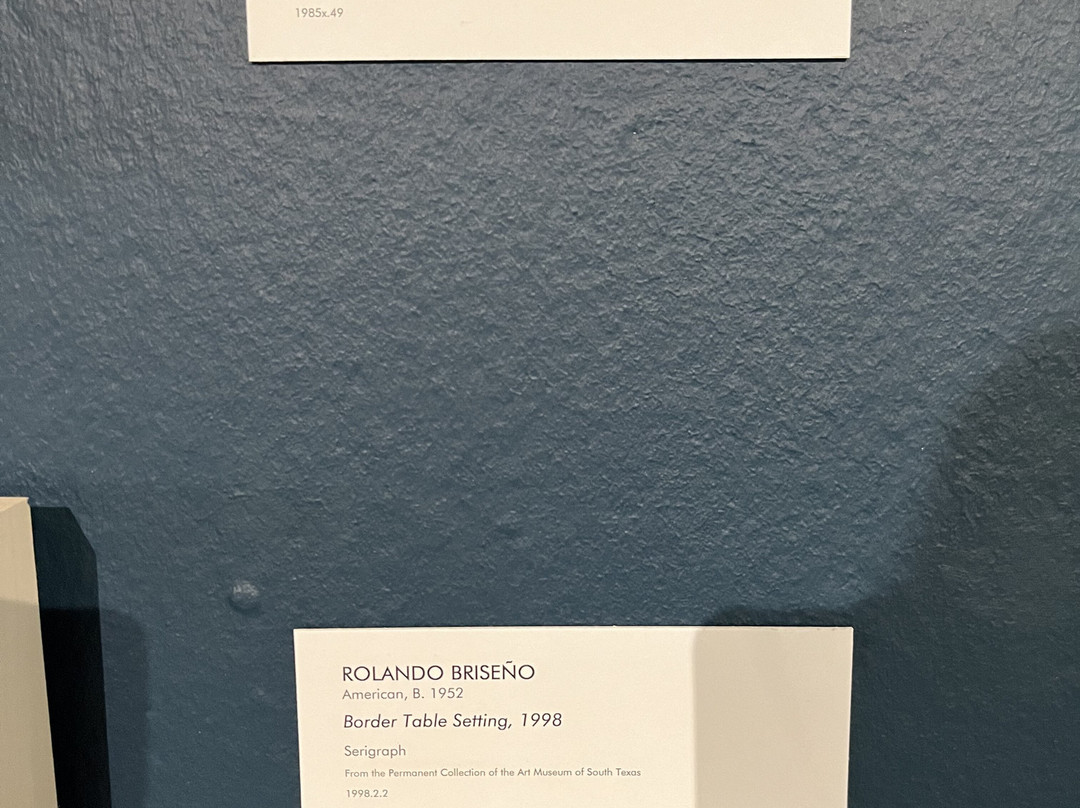 1985x.49
ROLANDO BRISEÑO
American, B. 1952
Border Table Setting, 1998
Serigraph
From the Permanent Collection of the Art Museum of South Texas
1998.2.2